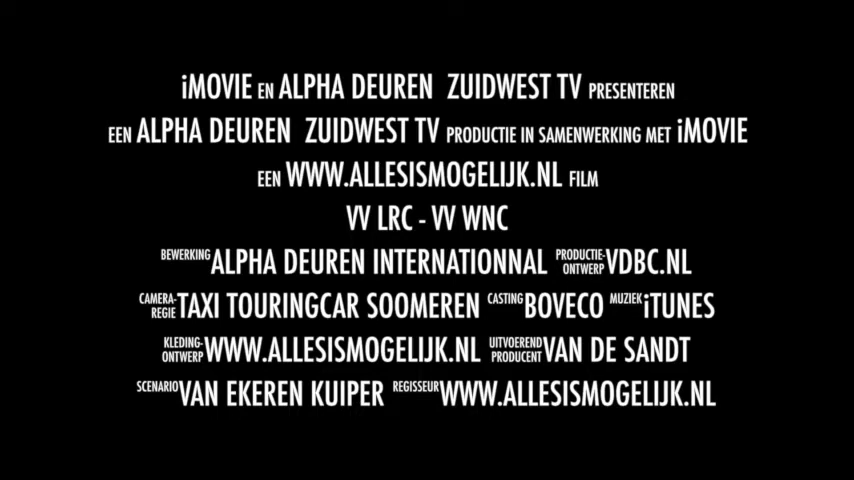 iMOVIE EN ALPHA DEUREN ZUIDWEST TV PRESENTEREN
EEN ALPHA DEUREN ZUIDWEST TV PRODUCTIE IN SAMENWERKING MET iMOVIE
EEN WWW.ALLESISMOGELIJK.NL FILM
VV LRC - VV WNC
BEWERKING ALPHA DEUREN INTERNATIONNAL PRODUCTIE-ONTWERP VDBC.NL
CAMERA-REGIE TAXI TOURINGCAR SOOMEREN CASTING BOVECO MUZIEK iTUNES
KLEDING-ONTWERP WWW.ALLESISMOGELIJK.NL UITVOEREND PRODUCENT VAN DE SANDT
SCENARIO VAN EKEREN KUIPER REGISSEUR WWW.ALLESISMOGELIJK.NL